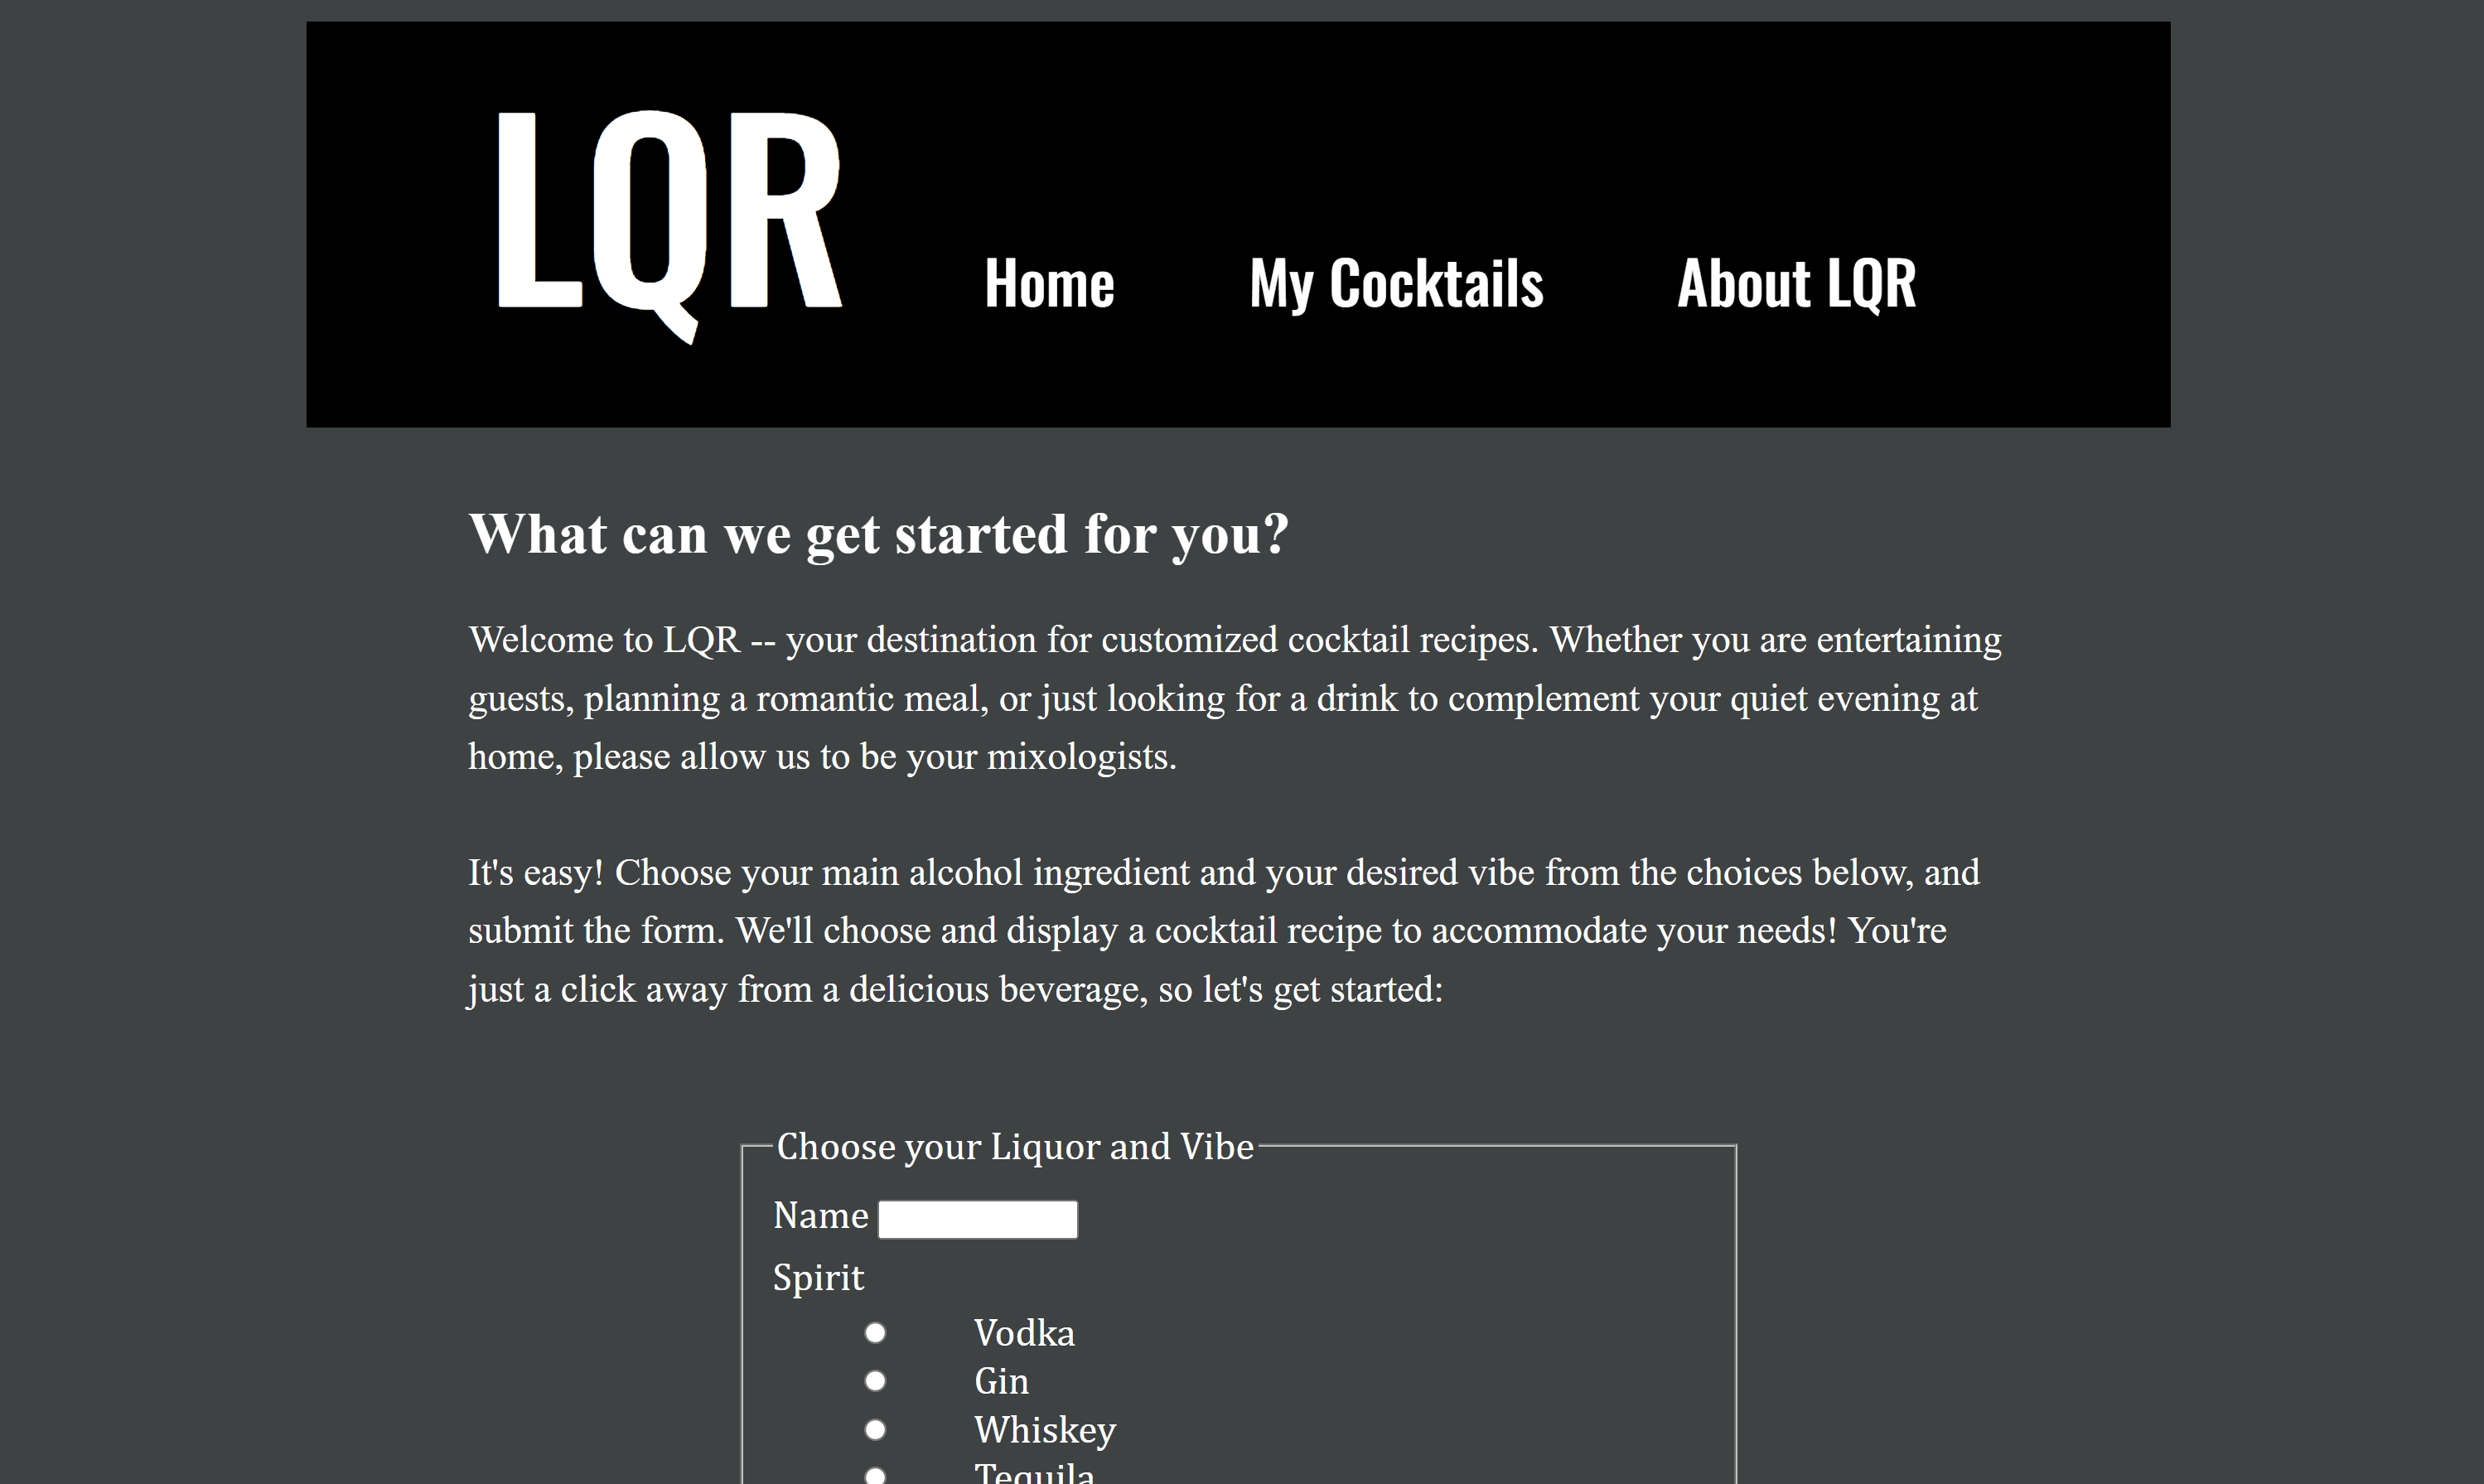 LQR
Home
My Cocktails
About LQR
What can we get started for you?
Welcome to LQR -- your destination for customized cocktail recipes. Whether you are entertaining
guests, planning a romantic meal, or just looking for a drink to complement your quiet evening at
home, please allow us to be your mixologists.
It's easy! Choose your main alcohol ingredient and your desired vibe from the choices below, and
submit the form. We'll choose and display a cocktail recipe to accommodate your needs! You're
just a click away from a delicious beverage, so let's get started:
Choose your Liquor and Vibe
Name
Spirit
Vodka
Gin
Whiskey
Tequila